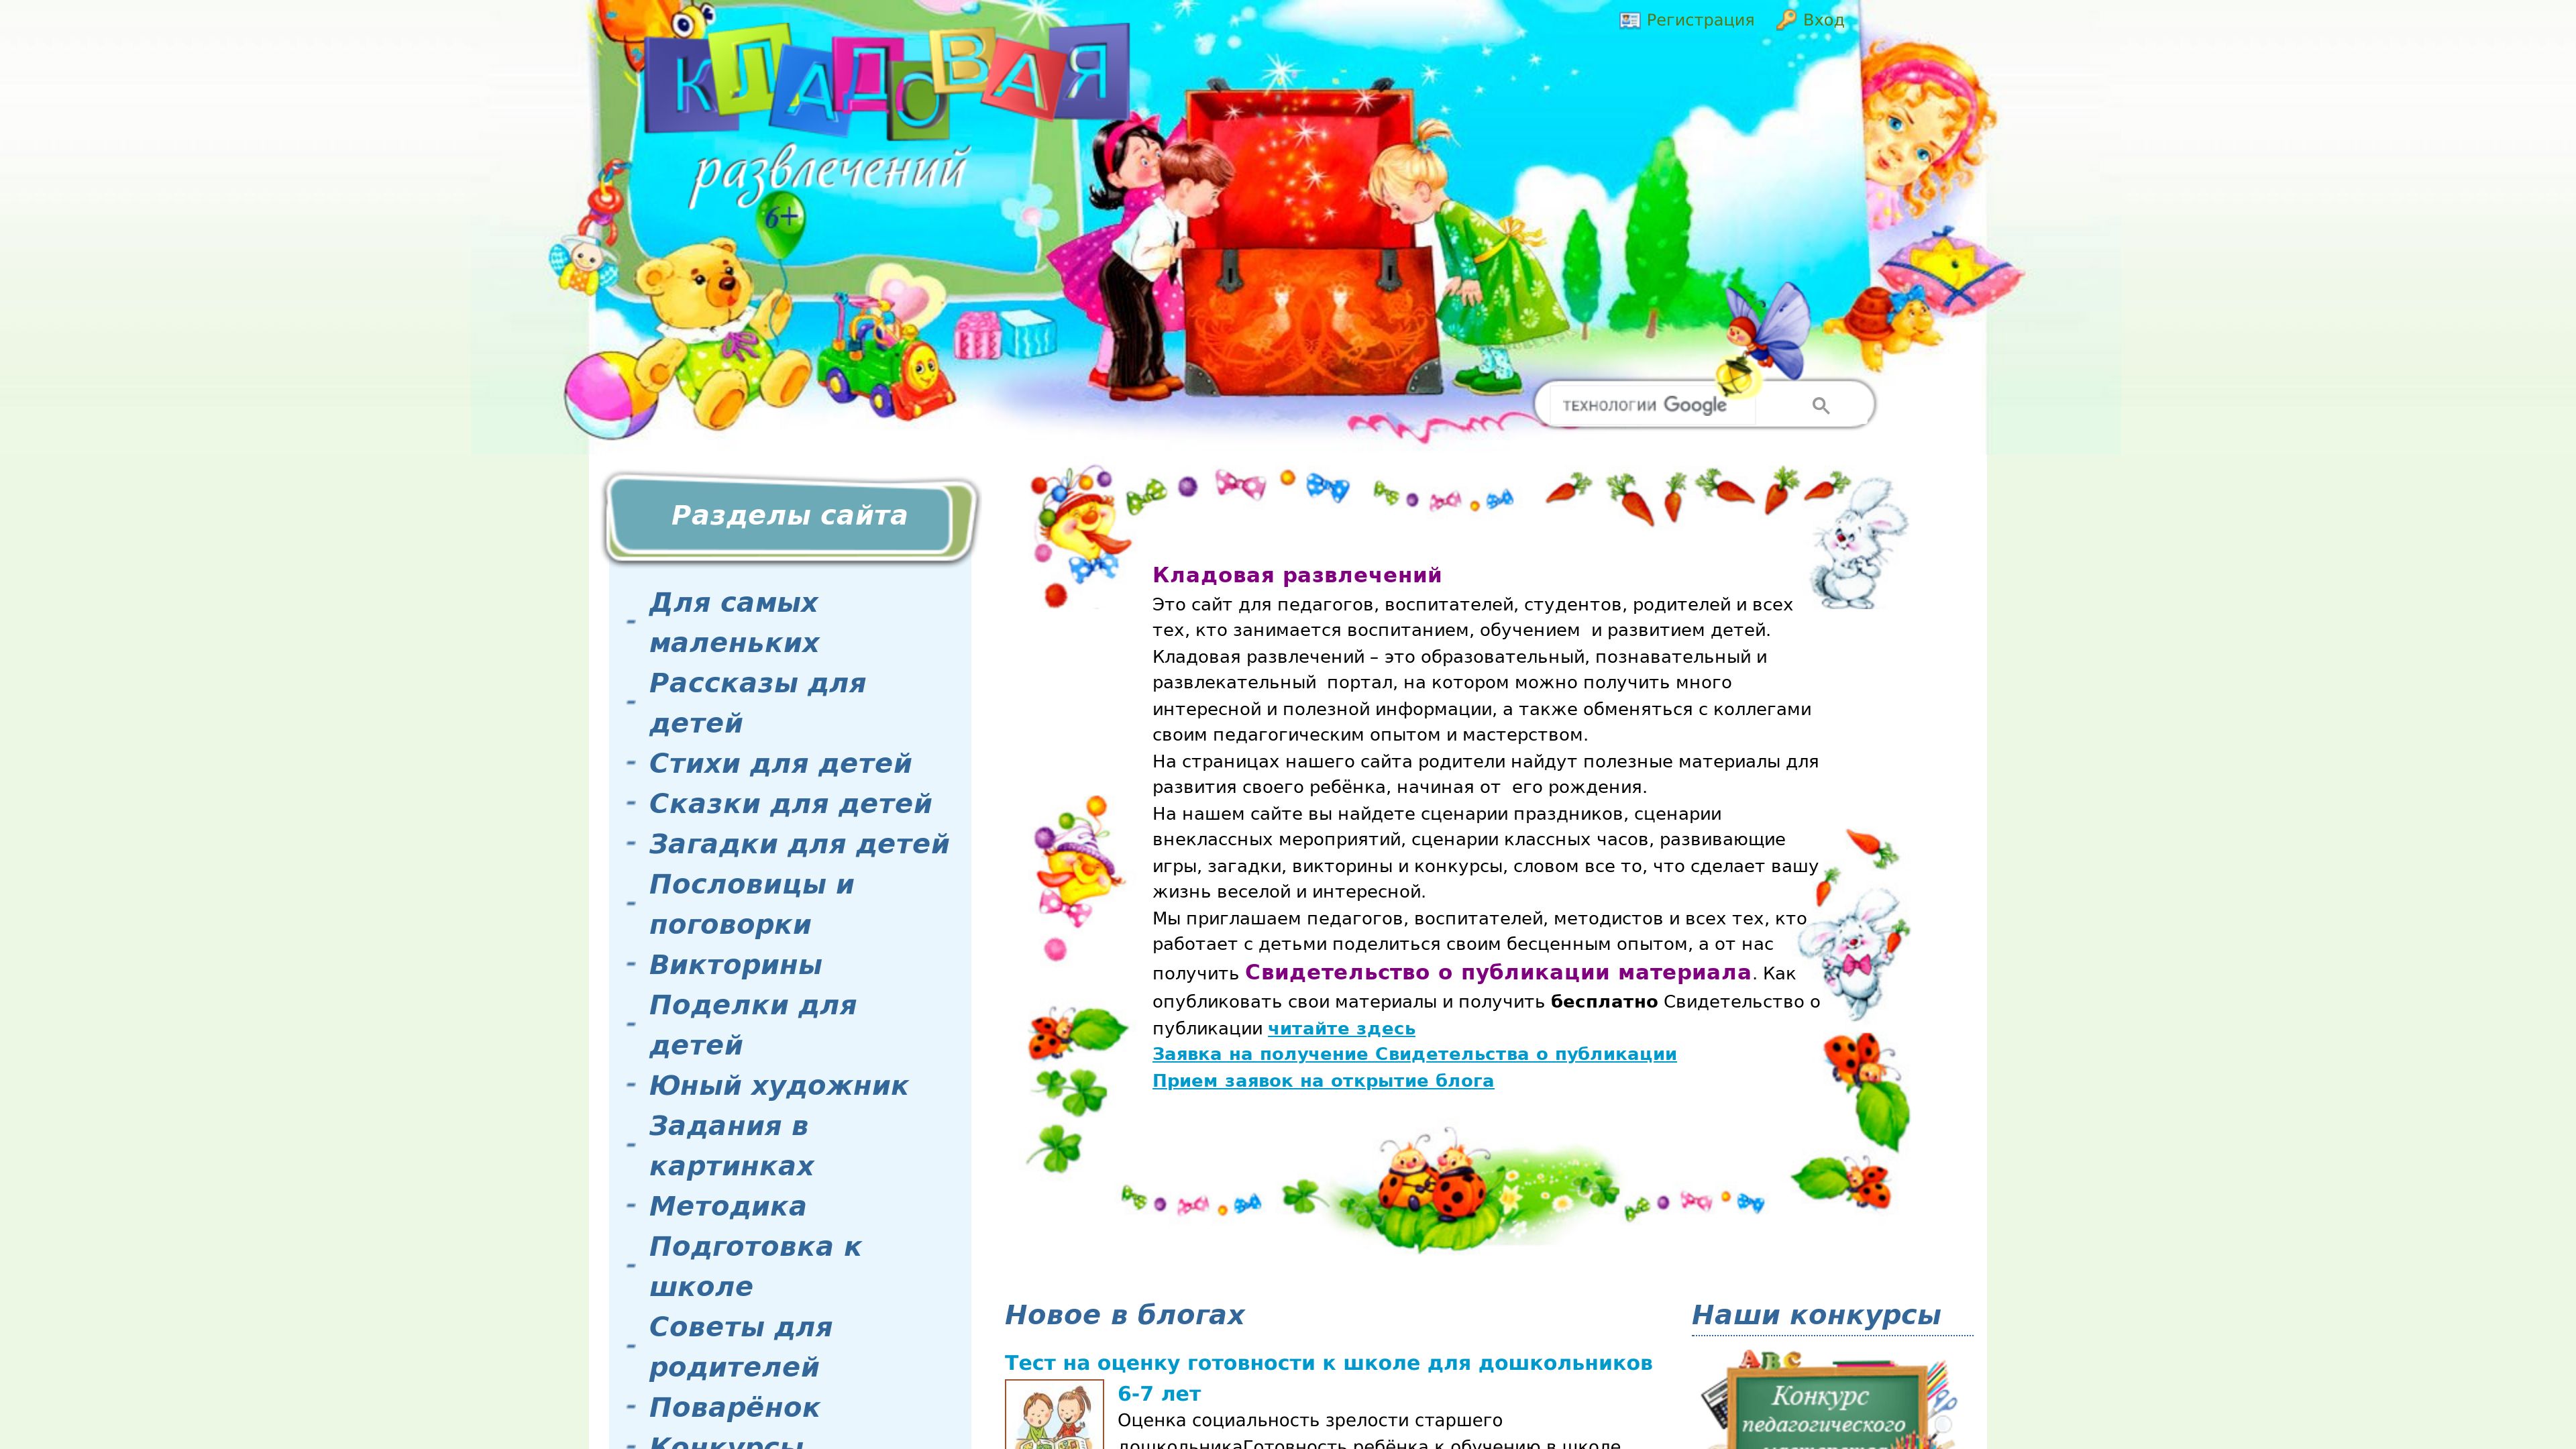 Регистрация
Вход
КЛАДОВАЯ
развлечений
6+
ТЕХНОЛОГИИ Google
Разделы сайта
Для самых
маленьких
Рассказы для
детей
Стихи для детей
Сказки для детей
Загадки для детей
Пословицы и
поговорки
Викторины
Поделки для
детей
Юный художник
Задания в
картинках
Методика
Подготовка к
школе
Советы для
родителей
Поварёнок
Конкурсы
Кладовая развлечений
Это сайт для педагогов, воспитателей, студентов, родителей и всех
тех, кто занимается воспитанием, обучением  и развитием детей.
Кладовая развлечений – это образовательный, познавательный и
развлекательный  портал, на котором можно получить много
интересной и полезной информации, а также обменяться с коллегами
своим педагогическим опытом и мастерством.
На страницах нашего сайта родители найдут полезные материалы для
развития своего ребёнка, начиная от  его рождения.
На нашем сайте вы найдете сценарии праздников, сценарии
внеклассных мероприятий, сценарии классных часов, развивающие
игры, загадки, викторины и конкурсы, словом все то, что сделает вашу
жизнь веселой и интересной.
Мы приглашаем педагогов, воспитателей, методистов и всех тех, кто
работает с детьми поделиться своим бесценным опытом, а от нас
получить Свидетельство о публикации материала. Как
опубликовать свои материалы и получить бесплатно Свидетельство о
публикации читайте здесь
Заявка на получение Свидетельства о публикации
Прием заявок на открытие блога
Новое в блогах
Тест на оценку готовности к школе для дошкольников
6-7 лет
Оценка социальность зрелости старшего
дошкольникаГотовность ребёнка к обучению в школе
Наши конкурсы
ABC
Конкурс
педагогического
мастерства